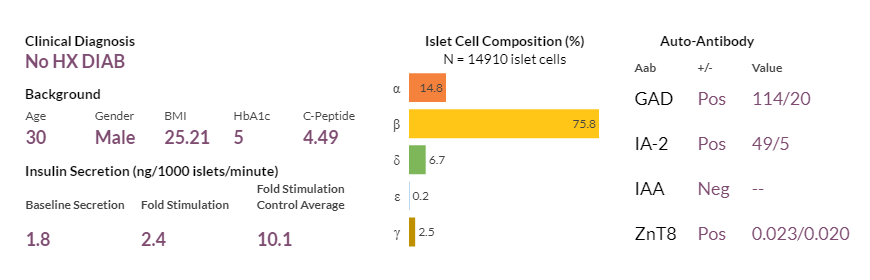 Clinical Diagnosis
No HX DIAB
Background
Age Gender BMI HbA1c C-Peptide
30 Male 25.21 5 4.49
Insulin Secretion (ng/1000 islets/minute)
Baseline Secretion Fold Stimulation Fold Stimulation
Control Average
1.8 2.4 10.1
Islet Cell Composition (%)
N = 14910 islet cells
α 14.8
β 75.8
δ 6.7
ε 0.2
γ 2.5
Auto-Antibody
Aab +/- Value
GAD Pos 114/20
IA-2 Pos 49/5
IAA Neg --
ZnT8 Pos 0.023/0.020